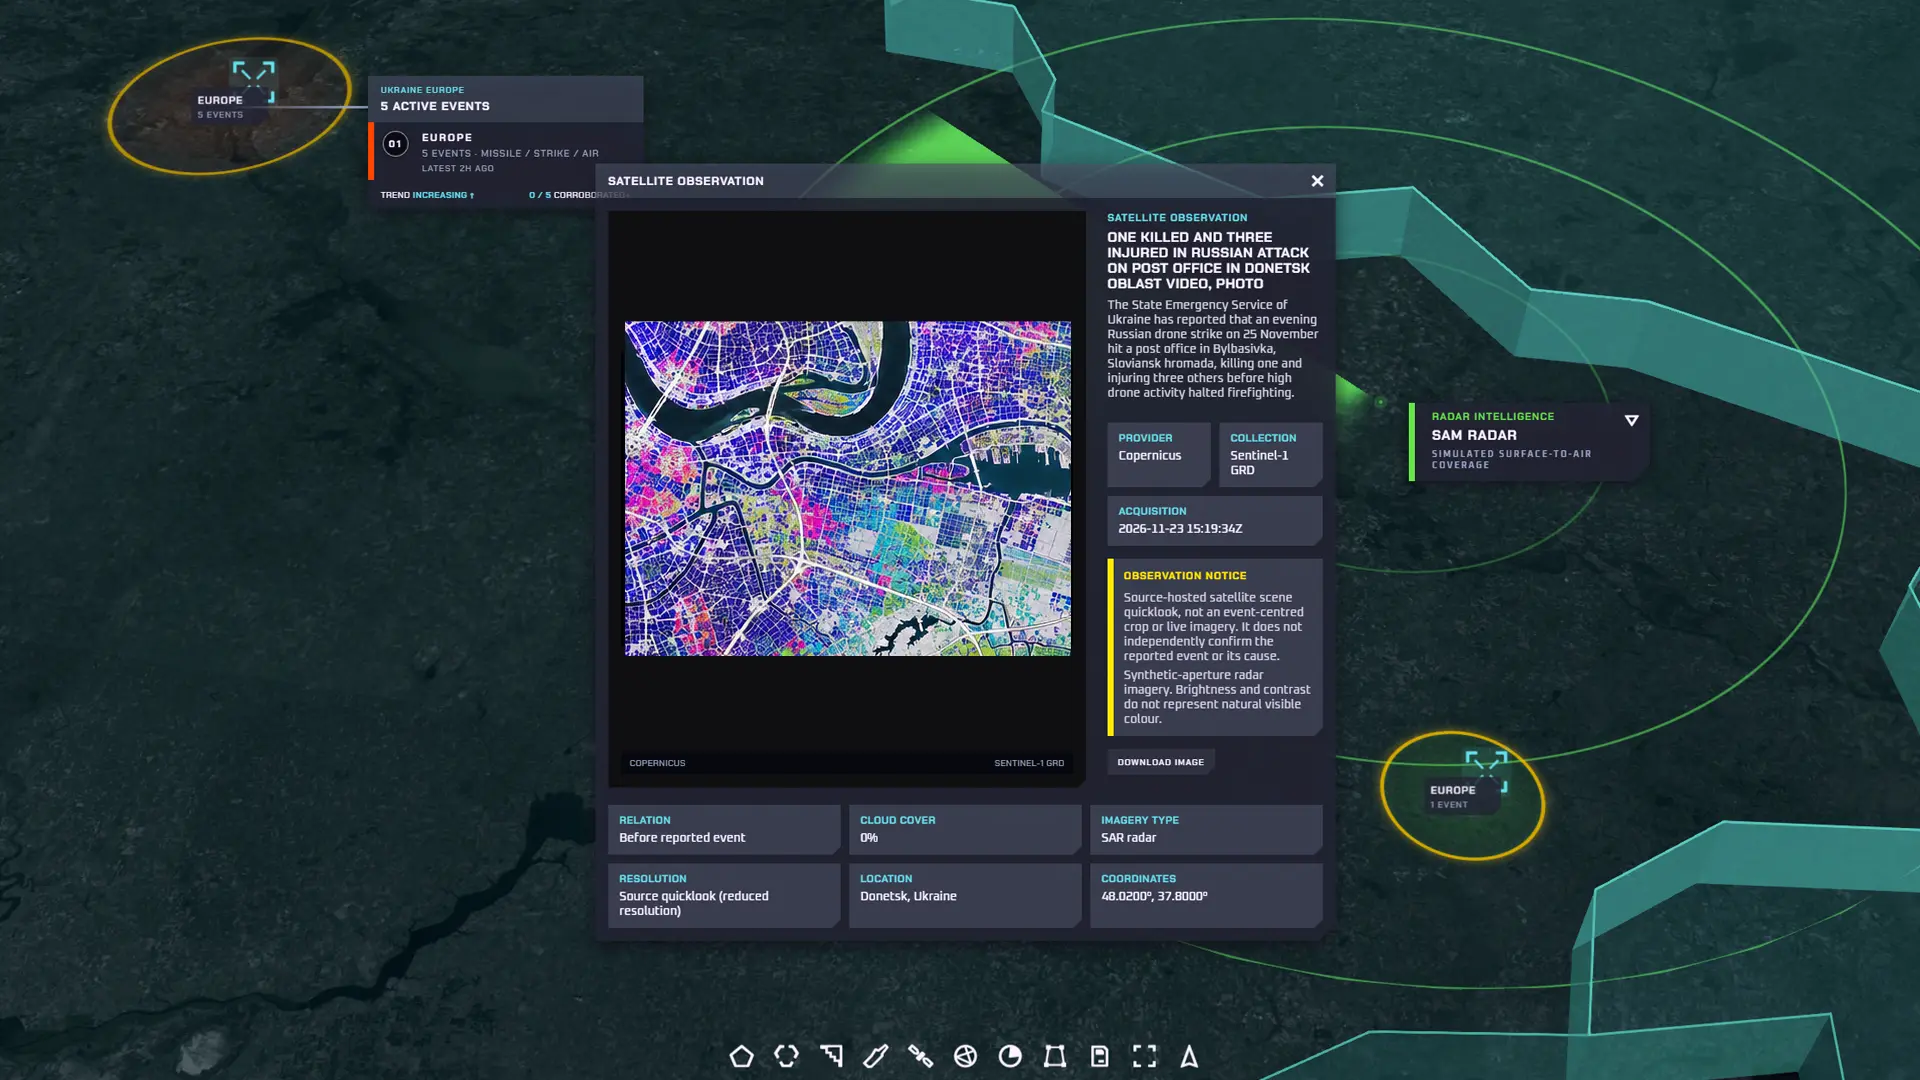 EUROPE
5 EVENTS
UKRAINE EUROPE
5 ACTIVE EVENTS
01
EUROPE
5 EVENTS · MISSILE / STRIKE / AIR
LATEST 2H AGO
TREND INCREASING ↑
0 / 5 CORROBORATED
SATELLITE OBSERVATION
SATELLITE OBSERVATION
ONE KILLED AND THREE
INJURED IN RUSSIAN ATTACK
ON POST OFFICE IN DONETSK
OBLAST VIDEO, PHOTO
The State Emergency Service of
Ukraine has reported that an evening
Russian drone strike on 25 November
hit a post office in Bylbasivka,
Sloviansk hromada, killing one and
injuring three others before high
drone activity halted firefighting.
PROVIDER
Copernicus
COLLECTION
Sentinel-1
GRD
ACQUISITION
2026-11-23 15:19:34Z
OBSERVATION NOTICE
Source-hosted satellite scene
quicklook, not an event-centred
crop or live imagery. It does not
independently confirm the
reported event or its cause.
Synthetic-aperture radar
imagery. Brightness and contrast
do not represent natural visible
colour.
DOWNLOAD IMAGE
COPERNICUS
SENTINEL-1 GRD
RELATION
Before reported event
CLOUD COVER
0%
IMAGERY TYPE
SAR radar
RESOLUTION
Source quicklook (reduced
resolution)
LOCATION
Donetsk, Ukraine
COORDINATES
48.0200°, 37.8000°
RADAR INTELLIGENCE
SAM RADAR
SIMULATED SURFACE-TO-AIR
COVERAGE
EUROPE
1 EVENT